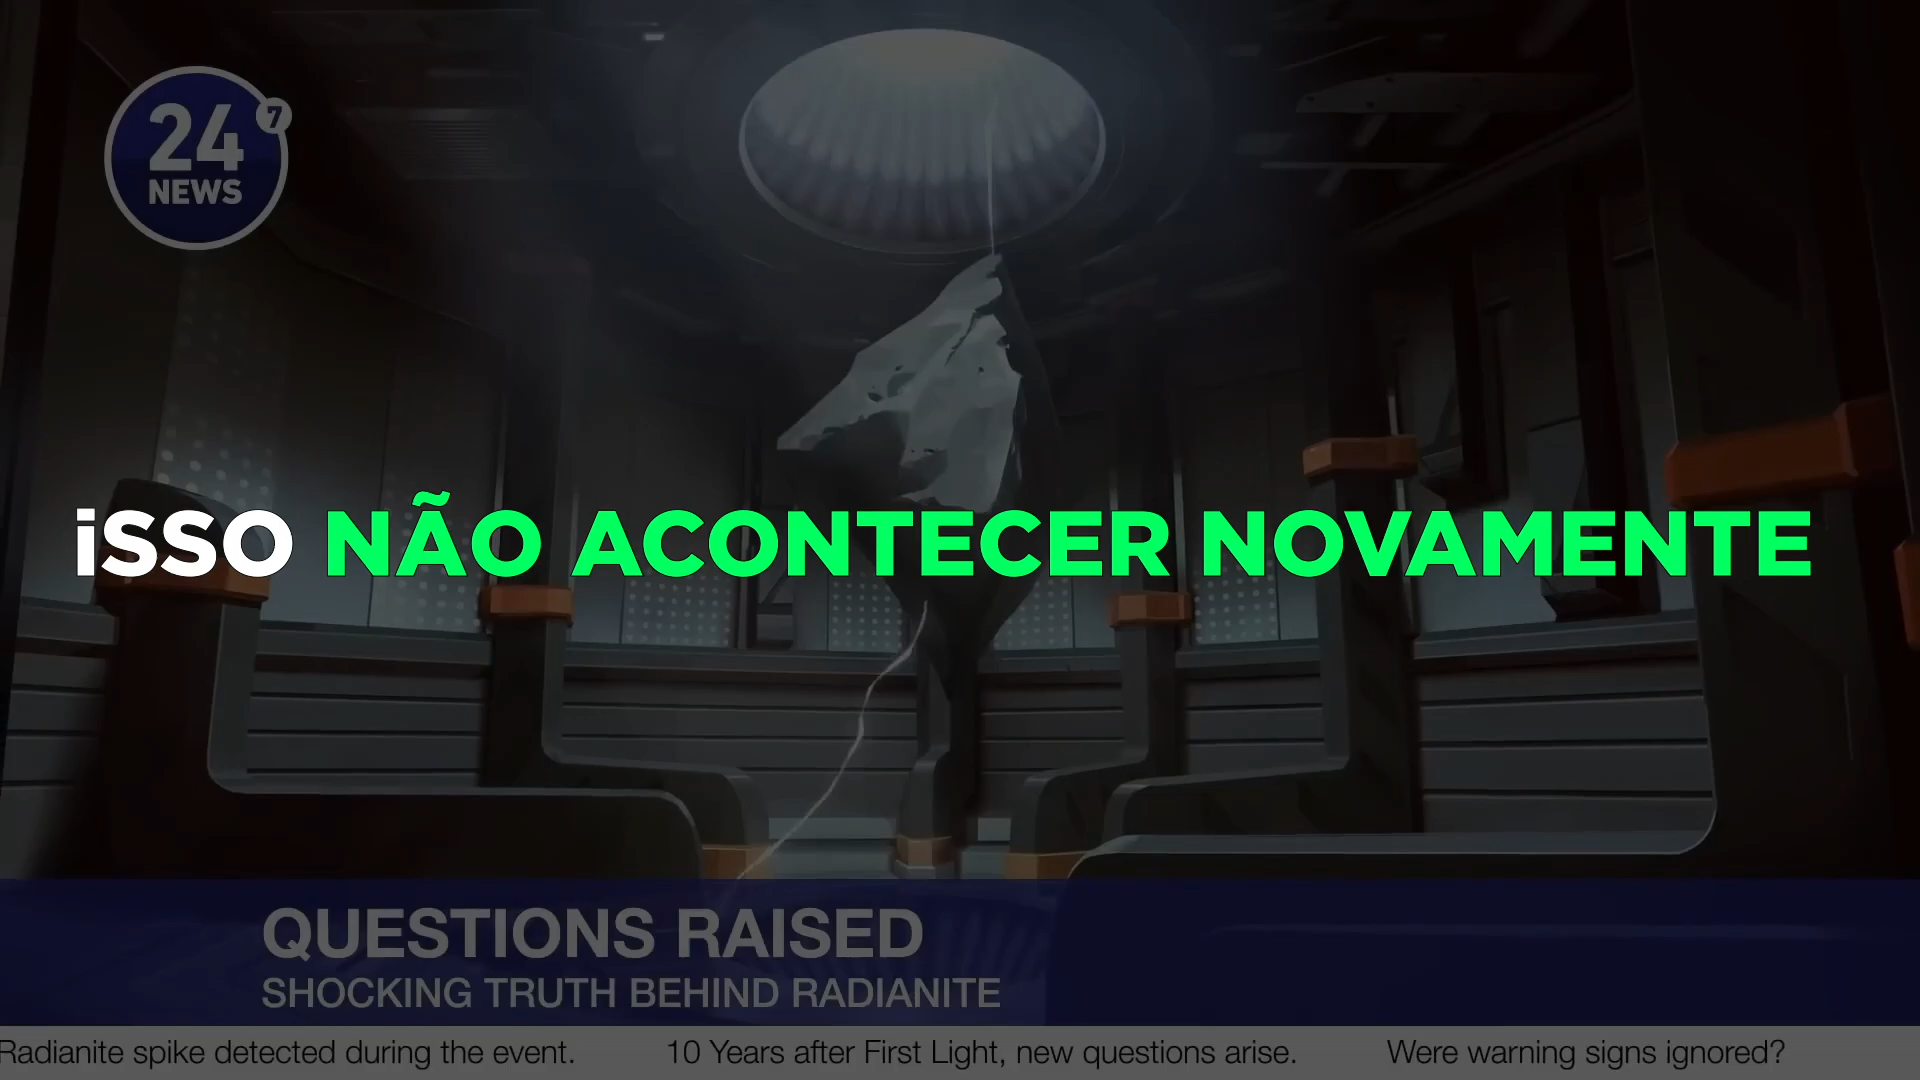 24
7
NEWS
iSSO NÃO ACONTECER NOVAMENTE
QUESTIONS RAISED
SHOCKING TRUTH BEHIND RADIANITE
Radianite spike detected during the event. 10 Years after First Light, new questions arise. Were warning signs ignored?